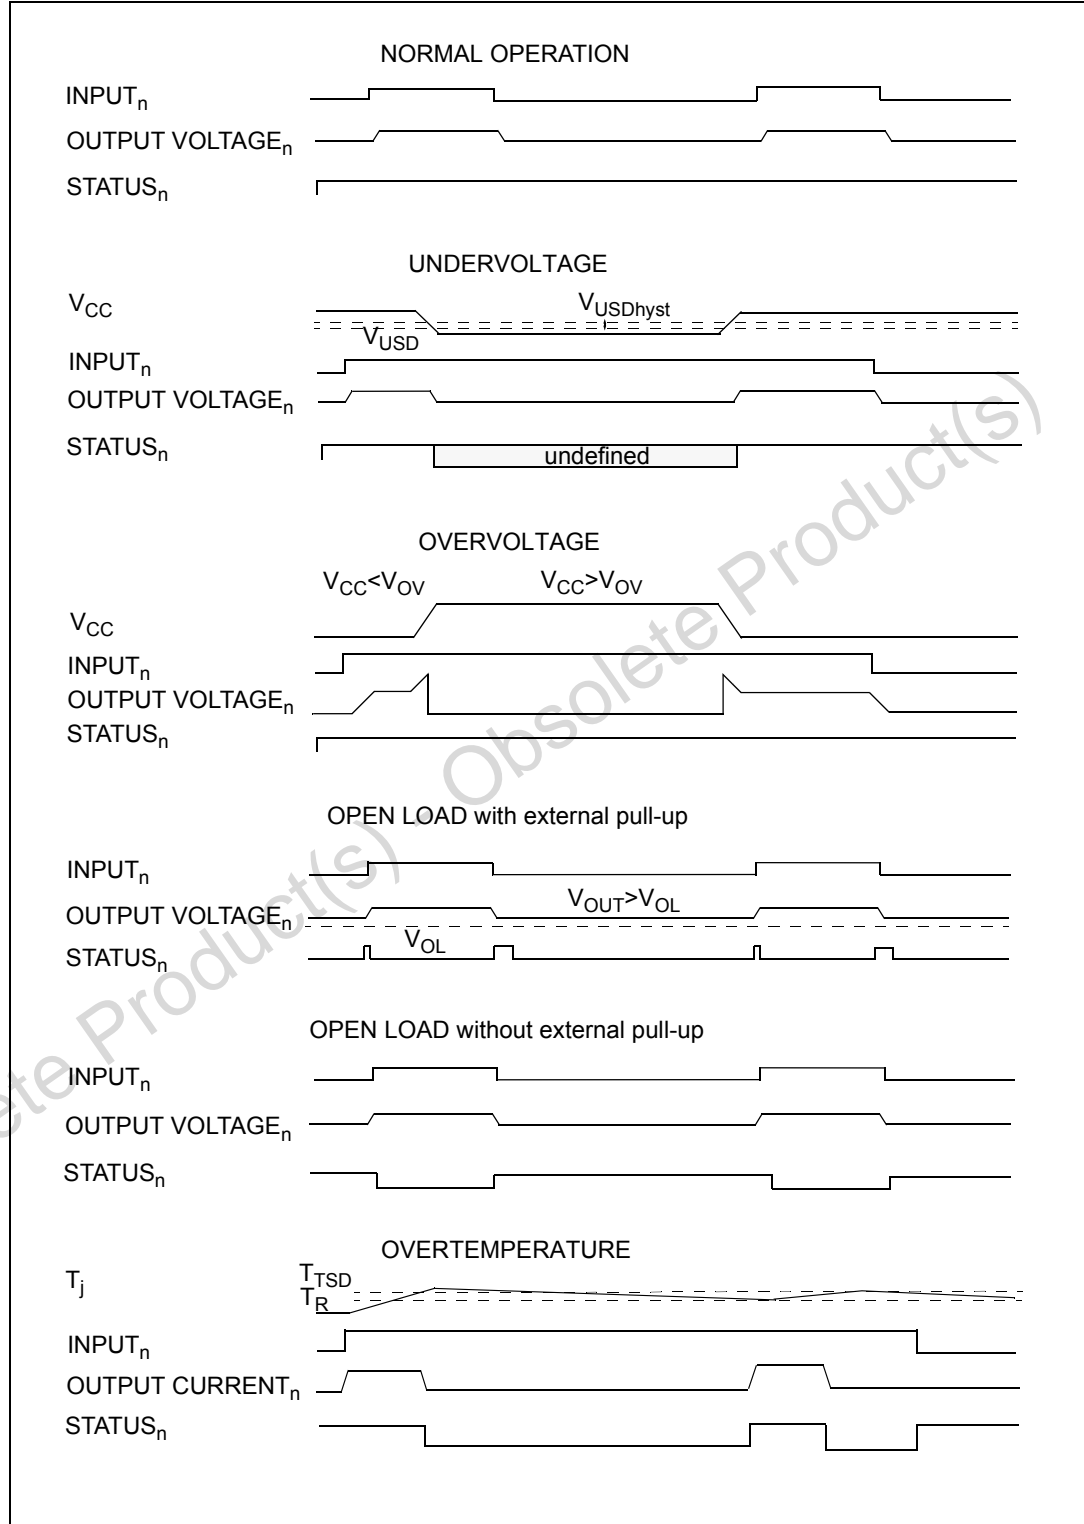 NORMAL OPERATION
INPUTn
OUTPUT VOLTAGEn
STATUSn
UNDERVOLTAGE
VCC
VUSDhyst
VUSD
INPUTn
OUTPUT VOLTAGEn
STATUSn
undefined
OVERVOLTAGE
VCC<VOV
VCC>VOV
VCC
INPUTn
OUTPUT VOLTAGEn
STATUSn
OPEN LOAD with external pull-up
INPUTn
VOUT>VOL
OUTPUT VOLTAGEn
VOL
STATUSn
OPEN LOAD without external pull-up
INPUTn
OUTPUT VOLTAGEn
STATUSn
OVERTEMPERATURE
Tj
TTSD
TR
INPUTn
OUTPUT CURRENTn
STATUSn
ete Product(s) - Obsolete Product(s)